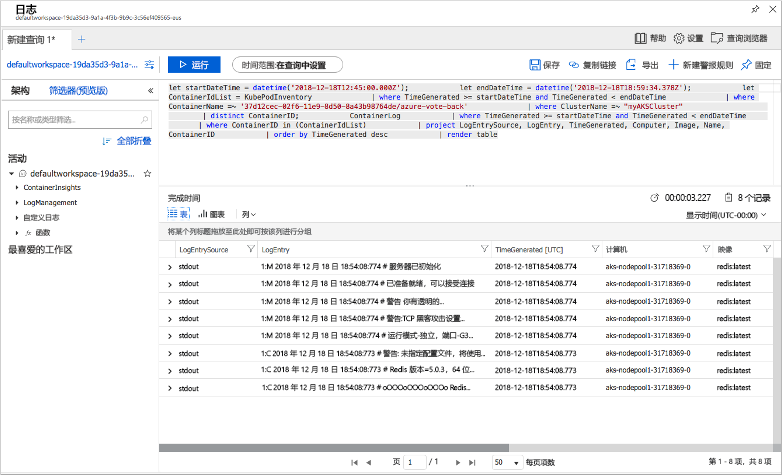 日志
defaultworkspace-19da35d3-9a1a-4f3b-9b9c-3c56ef409565-eus
新建查询 1*
帮助 设置 查询浏览器
defaultworkspace-19da35d3-9a1a-...
运行
时间范围:在查询中设置
保存 复制链接 导出 新建警报规则 固定
架构 筛选器(预览版)
按名称或类型筛选..
全部折叠
活动
defaultworkspace-19da35...
ContainerInsights
LogManagement
自定义日志
fx 函数
最喜爱的工作区
let startDateTime = datetime('2018-12-18T12:45:00.000Z'); let endDateTime = datetime('2018-12-18T18:59:34.378Z'); let
ContainerIdList = KubePodInventory | where TimeGenerated >= startDateTime and TimeGenerated < endDateTime | where
ContainerName =~ '37d12cec-02f6-11e9-8d50-0a43b98764de/azure-vote-back' | where ClusterName =~ "myAKSCluster"
| distinct ContainerID; ContainerLog | where TimeGenerated >= startDateTime and TimeGenerated < endDateTime
| where ContainerID in (ContainerIdList) | project LogEntrySource, LogEntry, TimeGenerated, Computer, Image, Name,
ContainerID | order by TimeGenerated desc | render table
完成时间 00:00:03.227 8 个记录
表 图表 列 显示时间(UTC-00:00)
将某个列标题拖放至此处即可按该列进行分组
LogEntrySource LogEntry TimeGenerated [UTC] 计算机 映像
stdout 1:M 2018 年 12 月 18 日 18:54:08:774 # 服务器已初始化 2018-12-18T18:54:08.774 aks-nodepool1-31718369-0 redis:latest
stdout 1:M 2018 年 12 月 18 日 18:54:08:774 # 已准备就绪，可以接受连接 2018-12-18T18:54:08.774 aks-nodepool1-31718369-0 redis:latest
stdout 1:M 2018 年 12 月 18 日 18:54:08:774 # 警告 你有透明的... 2018-12-18T18:54:08.774 aks-nodepool1-31718369-0 redis:latest
stdout 1:M 2018 年 12 月 18 日 18:54:08:774 # 警告:TCP 黑客攻击设置... 2018-12-18T18:54:08.774 aks-nodepool1-31718369-0 redis:latest
stdout 1:M 2018 年 12 月 18 日 18:54:08:774 # 运行模式-独立，端口-G3... 2018-12-18T18:54:08.774 aks-nodepool1-31718369-0 redis:latest
stdout 1:C 2018 年 12 月 18 日 18:54:08:773 # 警告: 未指定配置文件，将使用... 2018-12-18T18:54:08.773 aks-nodepool1-31718369-0 redis:latest
stdout 1:C 2018 年 12 月 18 日 18:54:08:773 # Redis 版本=5.0.3，64 位... 2018-12-18T18:54:08.773 aks-nodepool1-31718369-0 redis:latest
stdout 1:C 2018 年 12 月 18 日 18:54:08:773 # oO0OoO0OoO0Oo Redis... 2018-12-18T18:54:08.773 aks-nodepool1-31718369-0 redis:latest
页 1 / 1 50 每页项数 第 1 - 8 项，共 8 项